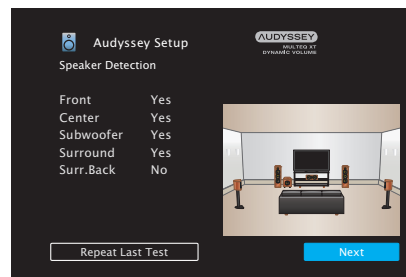 Audyssey Setup
AUDYSSEY
MULTEQ XT
DYNAMIC VOLUME
Speaker Detection
Front Yes
Center Yes
Subwoofer Yes
Surround Yes
Surr.Back No
Repeat Last Test
Next